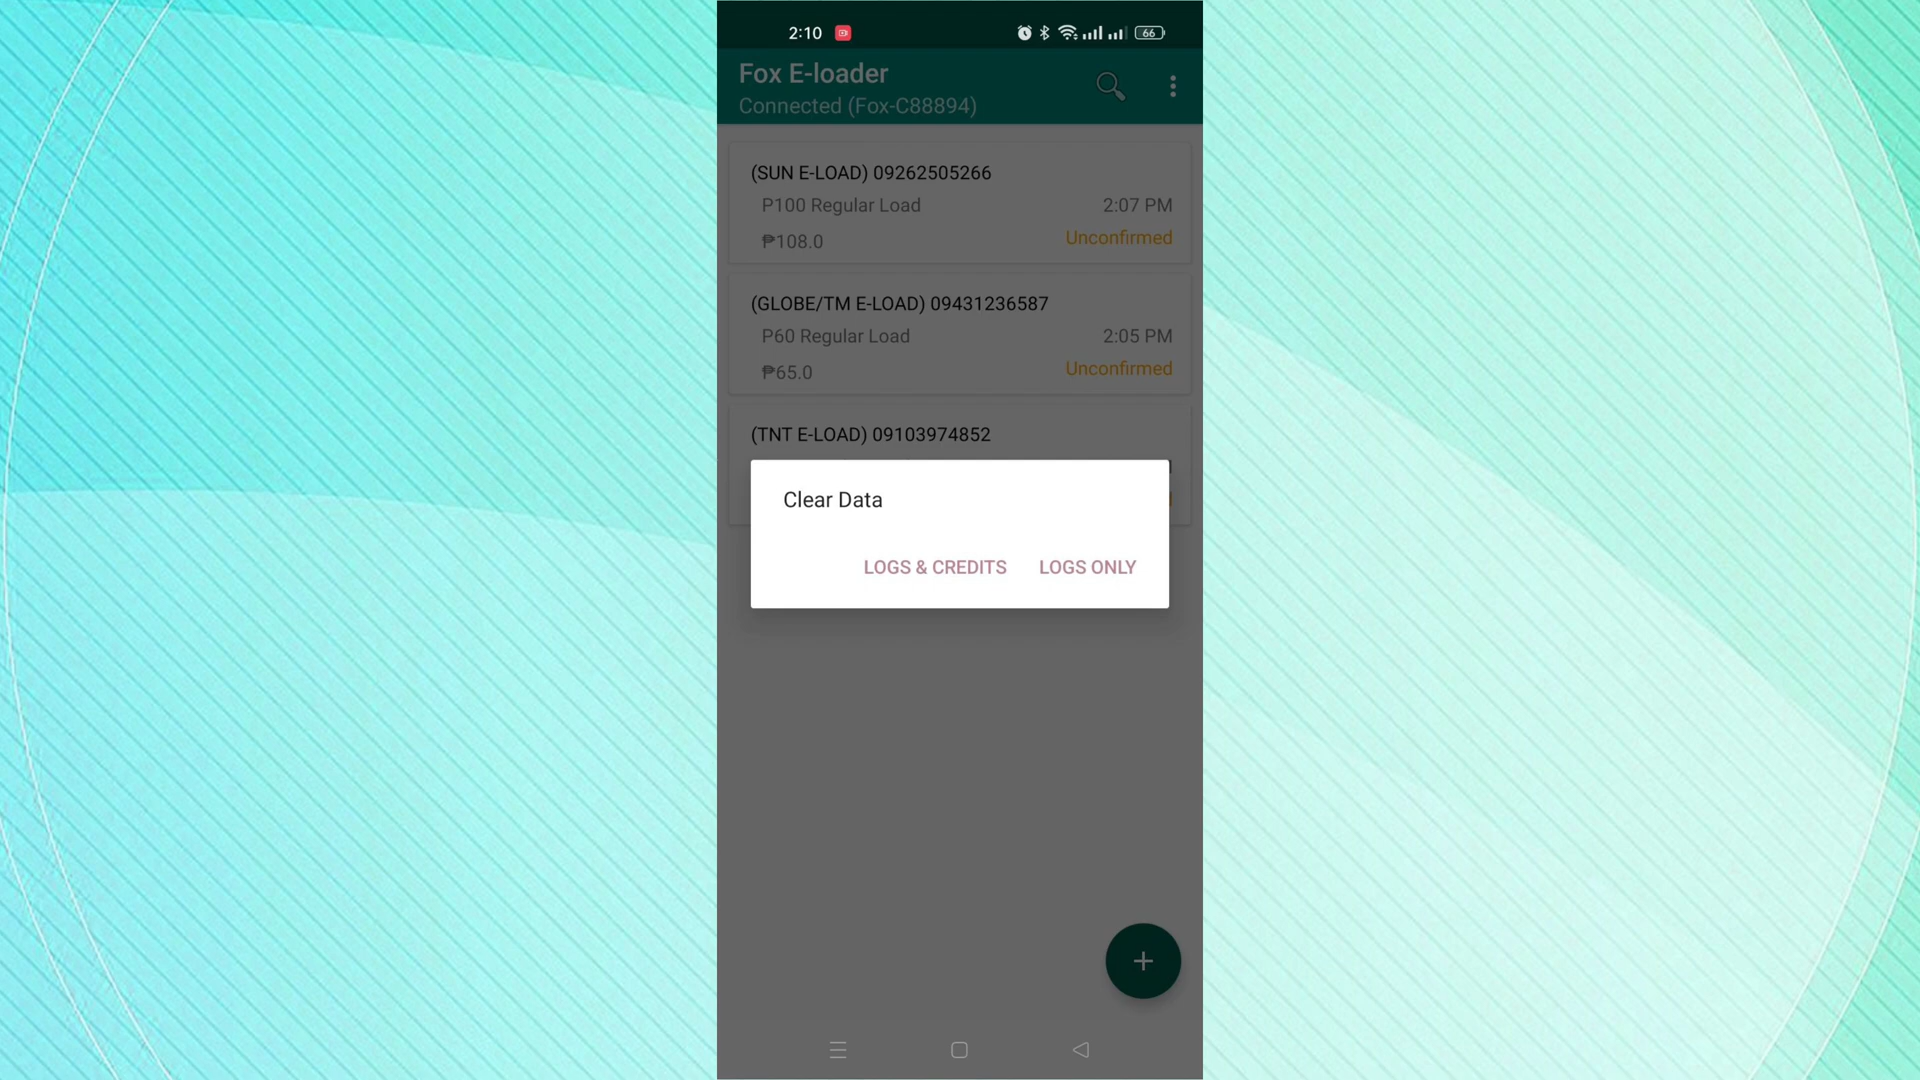 2:10
66
Fox E-loader
Connected (Fox-C88894)
(SUN E-LOAD) 09262505266
P100 Regular Load 2:07 PM
₱108.0 Unconfirmed
(GLOBE/TM E-LOAD) 09431236587
P60 Regular Load 2:05 PM
₱65.0 Unconfirmed
(TNT E-LOAD) 09103974852
Clear Data
LOGS & CREDITS LOGS ONLY
+